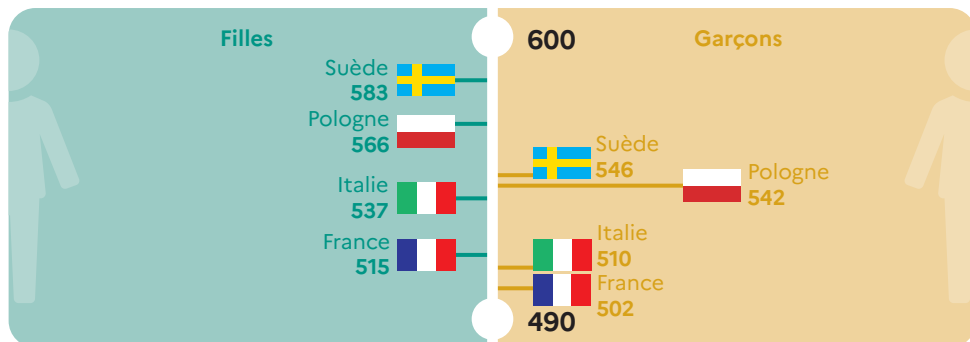 Filles
Suède
583
Pologne
566
Italie
537
France
515
600
490
Garçons
Suède
546
Pologne
542
Italie
510
France
502